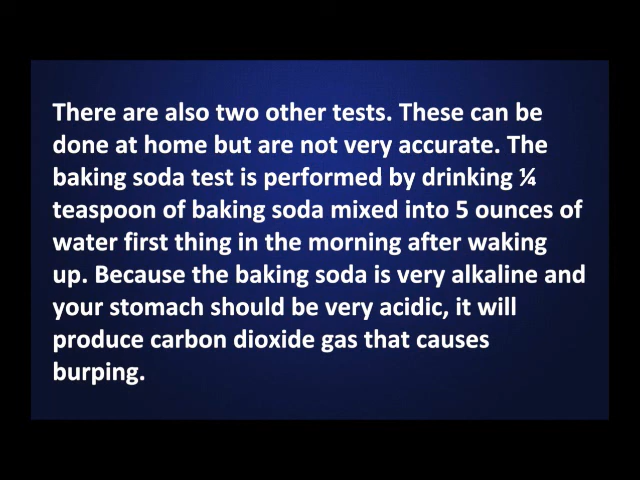 There are also two other tests. These can be
done at home but are not very accurate. The
baking soda test is performed by drinking ¼
teaspoon of baking soda mixed into 5 ounces of
water first thing in the morning after waking
up. Because the baking soda is very alkaline and
your stomach should be very acidic, it will
produce carbon dioxide gas that causes
burping.